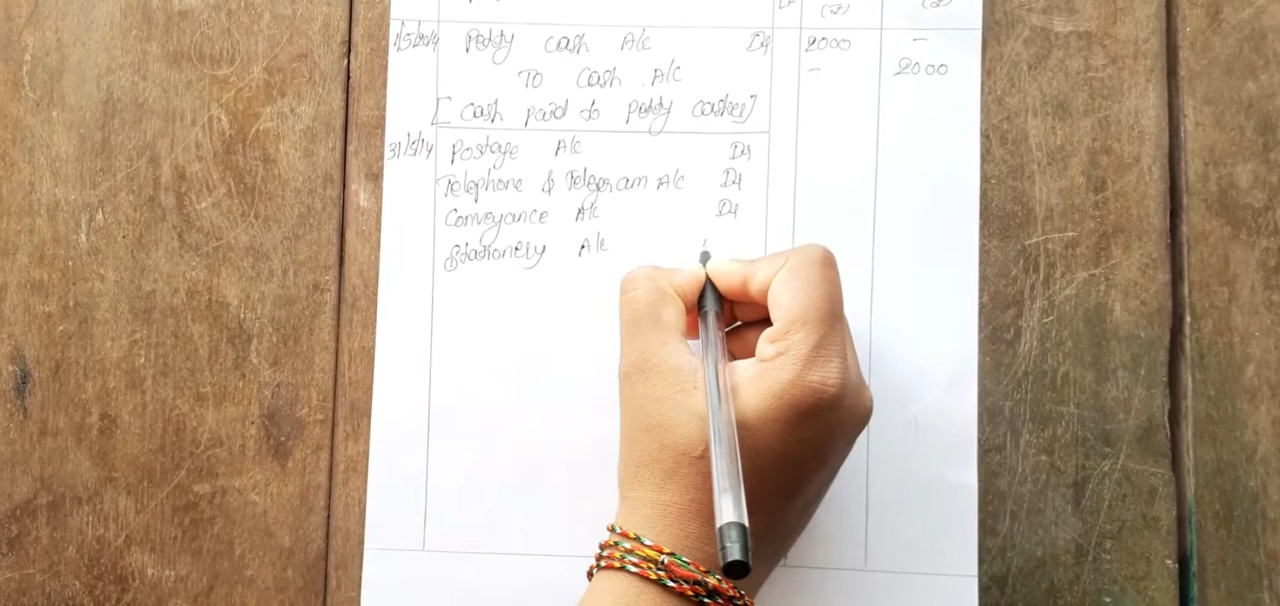 (₹) (₹)
1/5/2014 Petty cash A/c Dr 2000 -
To cash A/c - 2000
[cash paid to petty cashier]
31/5/14 Postage A/c Dr
Telephone & Telegram A/c Dr
Conveyance A/c Dr
Stationery A/c